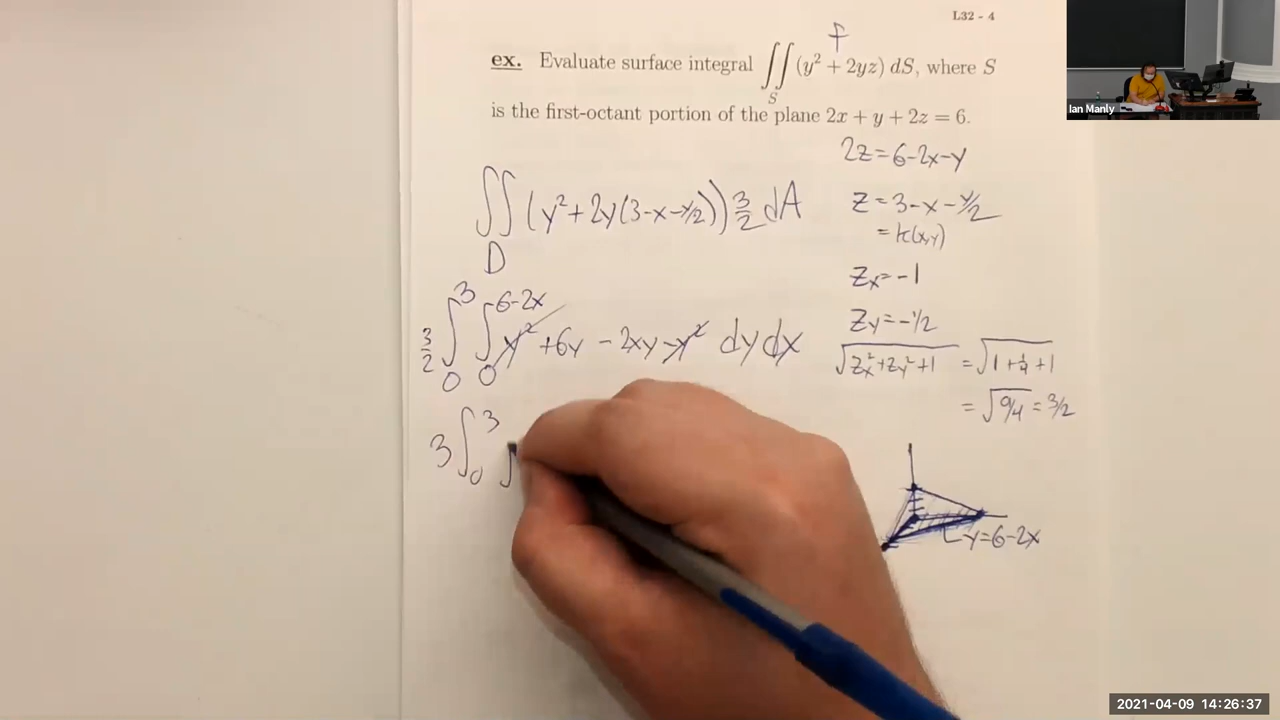 L32 - 4
f
ex. Evaluate surface integral ∬_S (y² + 2yz) dS, where S
is the first-octant portion of the plane 2x + y + 2z = 6.
Ian Manly
2z = 6-2x-y
∬_D (y²+2y(3-x-y/2)) 3/2 dA
z = 3-x-y/2
= k(x,y)
z_x = -1
z_y = -1/2
3/2 ∫_0^3 ∫_0^{6-2x} y² + 6y - 2xy - y² dy dx
√(z_x²+z_y²+1) = √(1+1/4+1)
= √(9/4) = 3/2
3 ∫_0^3 ∫
y=6-2x
2021-04-09 14:26:37